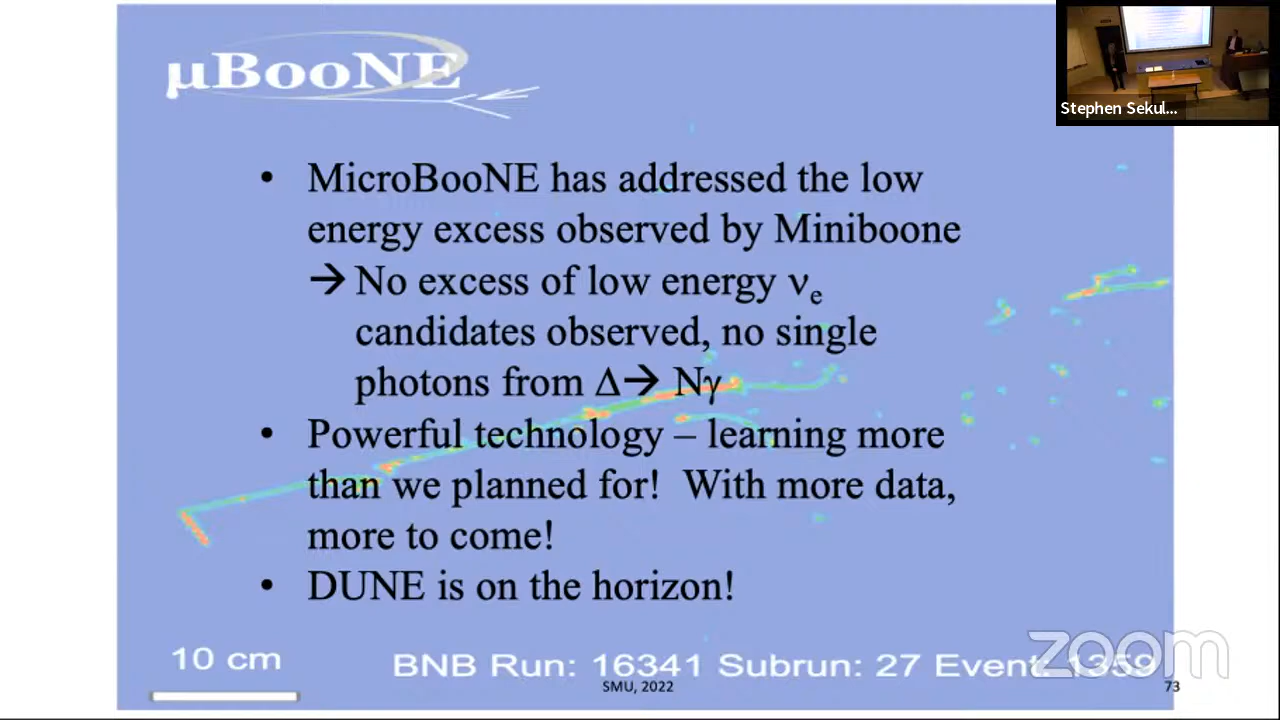 µBooNE
Stephen Sekul...
• MicroBooNE has addressed the low
energy excess observed by Miniboone
→ No excess of low energy νe
candidates observed, no single
photons from Δ→ Nγ
• Powerful technology – learning more
than we planned for! With more data,
more to come!
• DUNE is on the horizon!
10 cm
BNB Run: 16341 Subrun: 27 Event: 1359
zoom
SMU, 2022
73